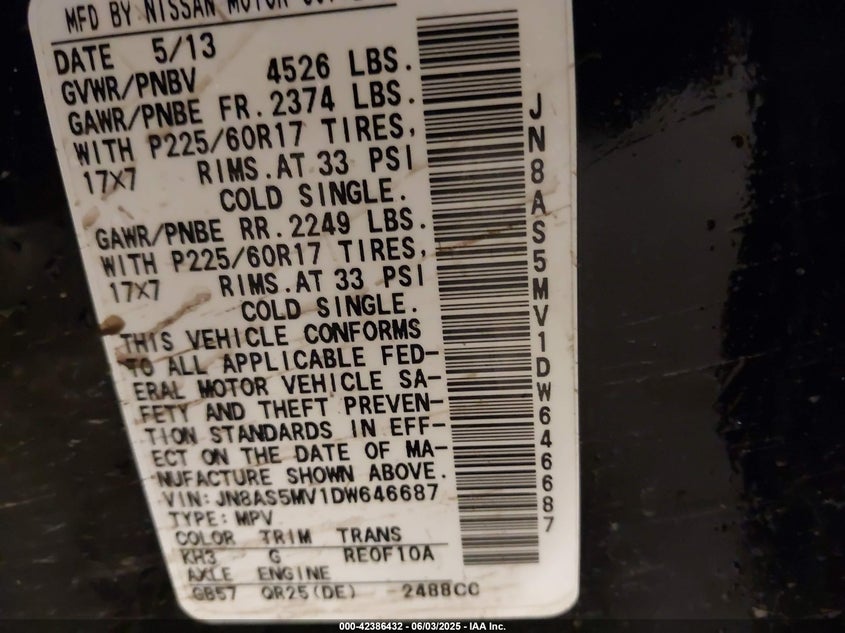 MFD BY NISSAN MOTOR CO.,
DATE 5/13
GVWR/PNBV 4526 LBS.
GAWR/PNBE FR. 2374 LBS.
WITH P225/60R17 TIRES,
17X7 RIMS.AT 33 PSI
COLD SINGLE.
GAWR/PNBE RR. 2249 LBS.
WITH P225/60R17 TIRES,
17X7 RIMS.AT 33 PSI
COLD SINGLE.
THIS VEHICLE CONFORMS
TO ALL APPLICABLE FED-
ERAL MOTOR VEHICLE SA-
FETY AND THEFT PREVEN-
TION STANDARDS IN EFF-
ECT ON THE DATE OF MA-
NUFACTURE SHOWN ABOVE.
VIN: JN8AS5MV1DW646687
TYPE: MPV
COLOR TRIM TRANS
KH3 G RE0F10A
AXLE ENGINE
GB57 QR25(DE) 2488CC
JN8AS5MV1DW646687
000-42386432 - 06/03/2025 - IAA Inc.